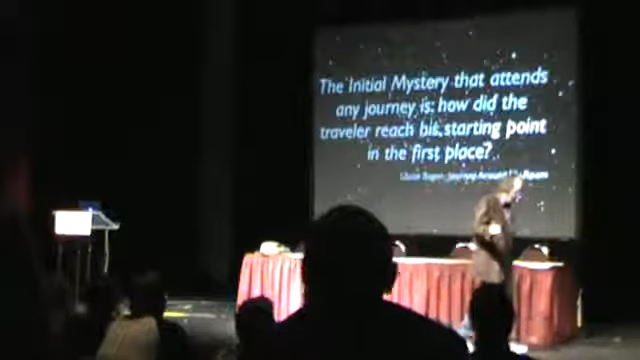 The Initial Mystery that attends
any journey is: how did the
traveler reach his starting point
in the first place?